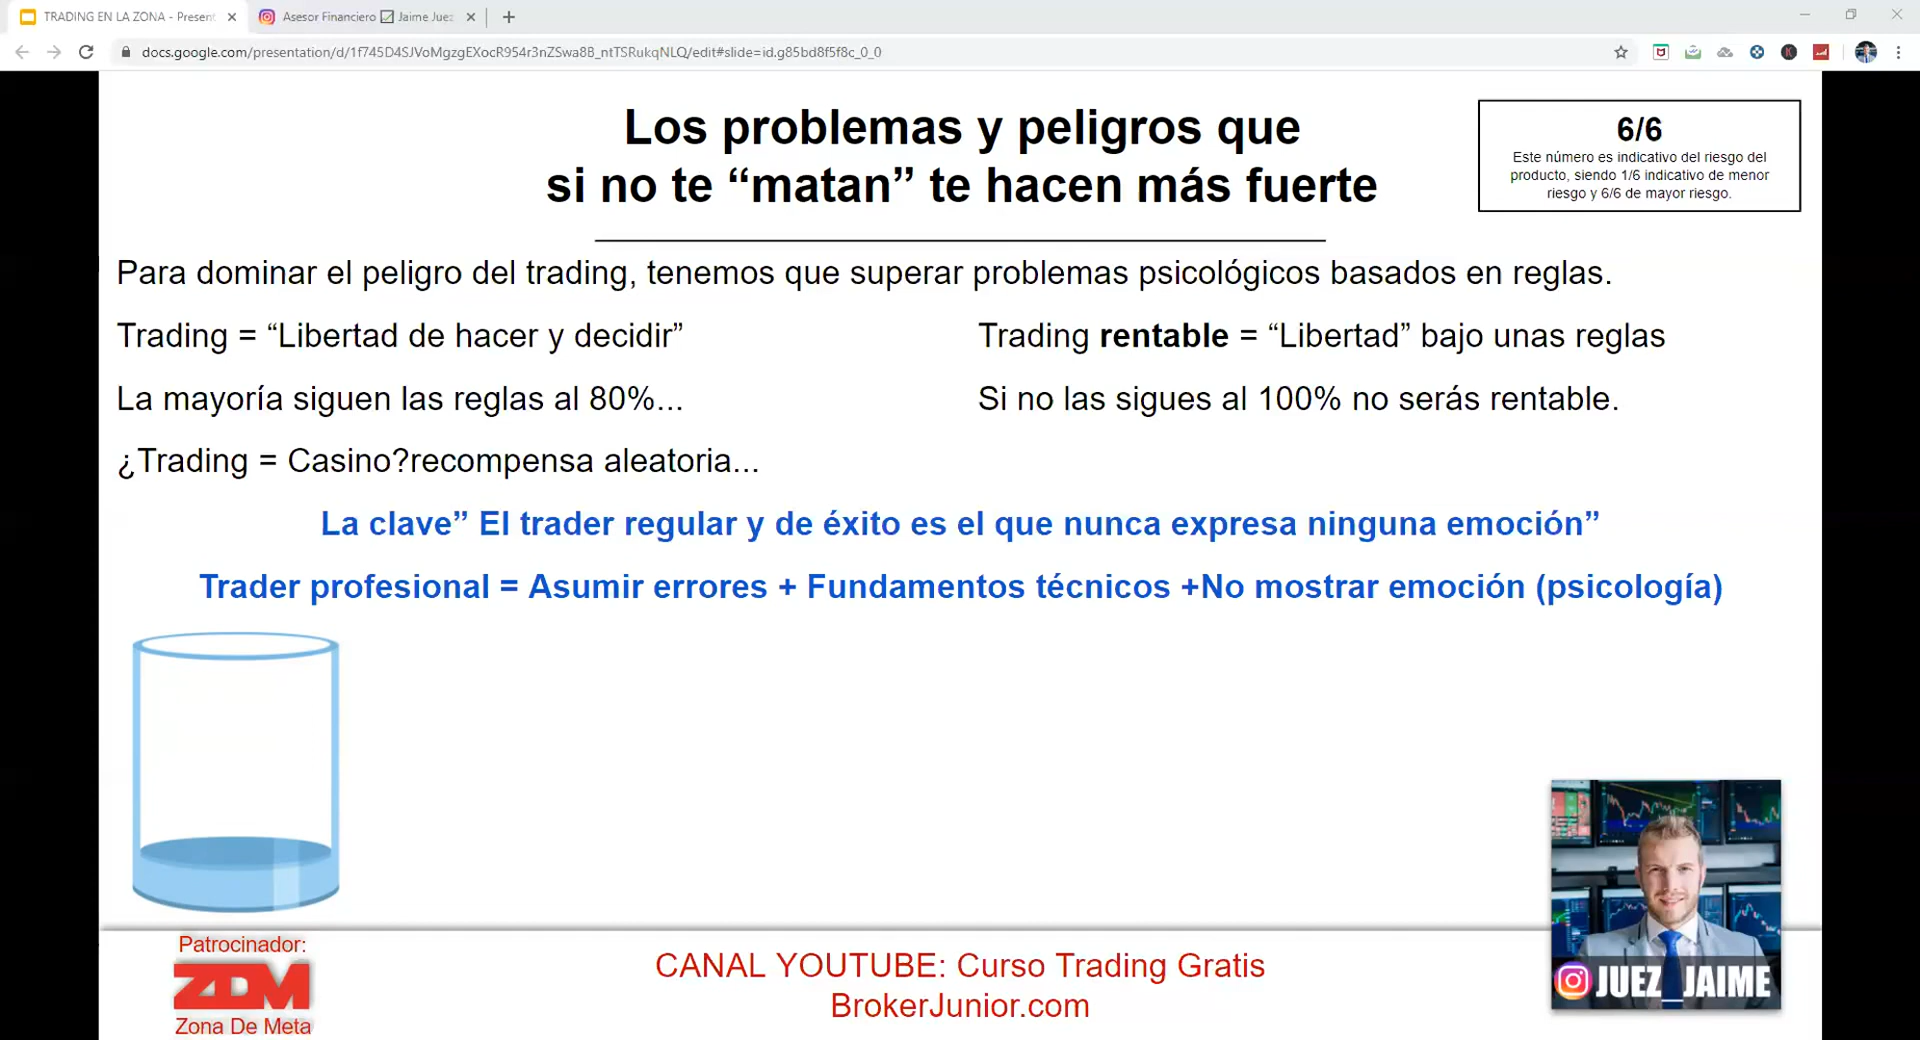 TRADING EN LA ZONA - Present
Asesor Financiero ✅ Jaime Juez
docs.google.com/presentation/d/1f745D4SJVoMgzgEXocR954r3nZSwa8B_ntTSRukqNLQ/edit#slide=id.g85bd8f5f8c_0_0
Los problemas y peligros que
si no te “matan” te hacen más fuerte
6/6
Este número es indicativo del riesgo del
producto, siendo 1/6 indicativo de menor
riesgo y 6/6 de mayor riesgo.
Para dominar el peligro del trading, tenemos que superar problemas psicológicos basados en reglas.
Trading = “Libertad de hacer y decidir”
Trading rentable = “Libertad” bajo unas reglas
La mayoría siguen las reglas al 80%...
Si no las sigues al 100% no serás rentable.
¿Trading = Casino?recompensa aleatoria...
La clave” El trader regular y de éxito es el que nunca expresa ninguna emoción”
Trader profesional = Asumir errores + Fundamentos técnicos +No mostrar emoción (psicología)
Patrocinador:
ZDM
Zona De Meta
CANAL YOUTUBE: Curso Trading Gratis
BrokerJunior.com
JUEZ_JAIME